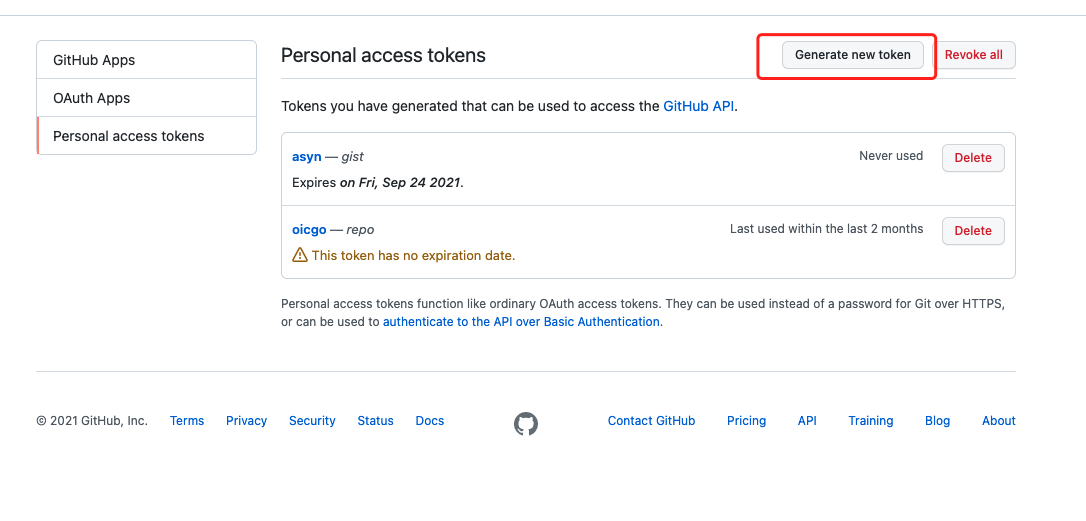 GitHub Apps
OAuth Apps
Personal access tokens
Personal access tokens
Generate new token
Revoke all
Tokens you have generated that can be used to access the GitHub API.
asyn — gist
Never used
Delete
Expires on Fri, Sep 24 2021.
oicgo — repo
Last used within the last 2 months
Delete
This token has no expiration date.
Personal access tokens function like ordinary OAuth access tokens. They can be used instead of a password for Git over HTTPS,
or can be used to authenticate to the API over Basic Authentication.
© 2021 GitHub, Inc. Terms Privacy Security Status Docs Contact GitHub Pricing API Training Blog About